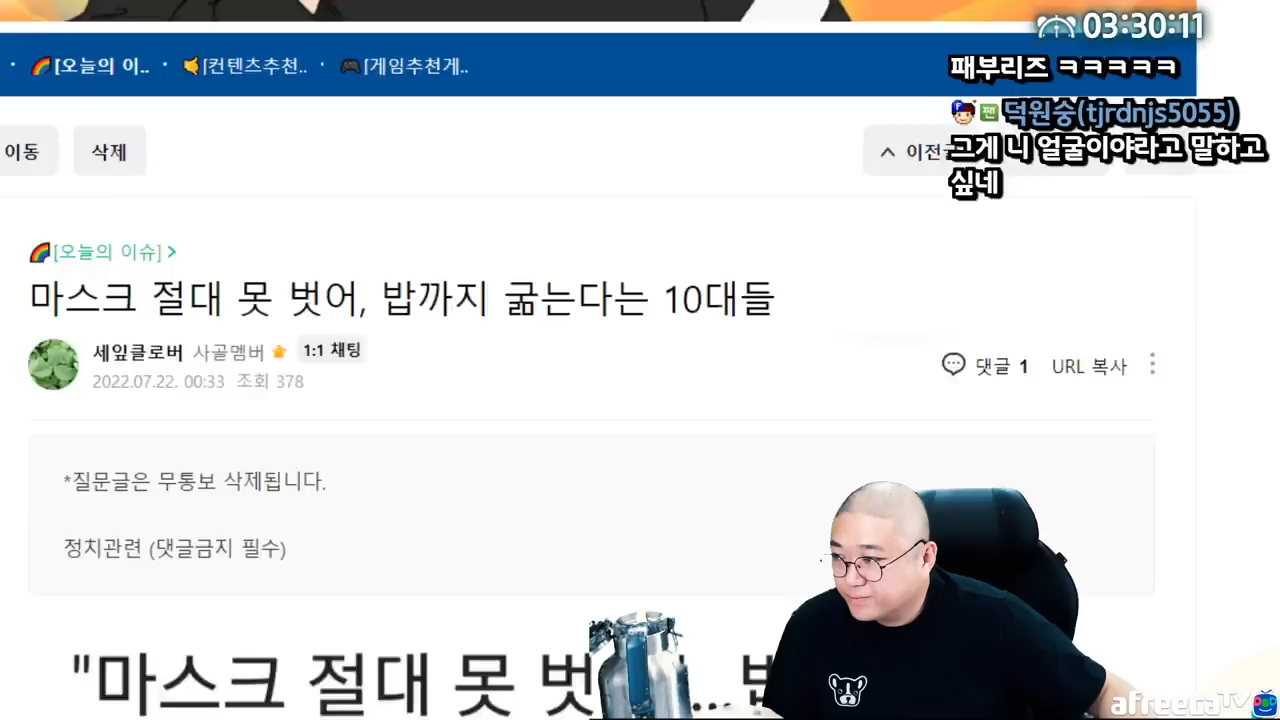 03:30:11
· [오늘의 이.. · [컨텐츠추천.. · [게임추천게..
패부리즈 ㅋㅋㅋㅋㅋ
덕원숭(tjrdnjs5055)
그게 니 얼굴이야라고 말하고
싶네
이동 삭제
이전
[오늘의 이슈] >
마스크 절대 못 벗어, 밥까지 굶는다는 10대들
세잎클로버 사골멤버 1:1 채팅
2022.07.22. 00:33 조회 378
댓글 1 URL 복사
*질문글은 무통보 삭제됩니다.
정치관련 (댓글금지 필수)
"마스크 절대 못 벗
afreecaTV